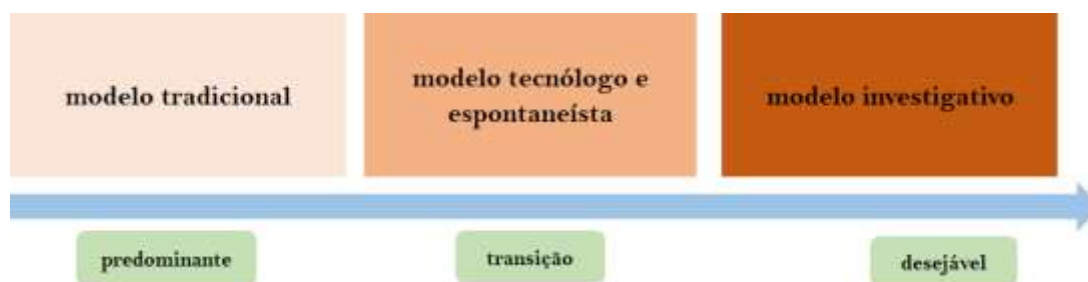 modelo tradicional
modelo tecnólogo e
espontaneísta
modelo investigativo
predominante
transição
desejável